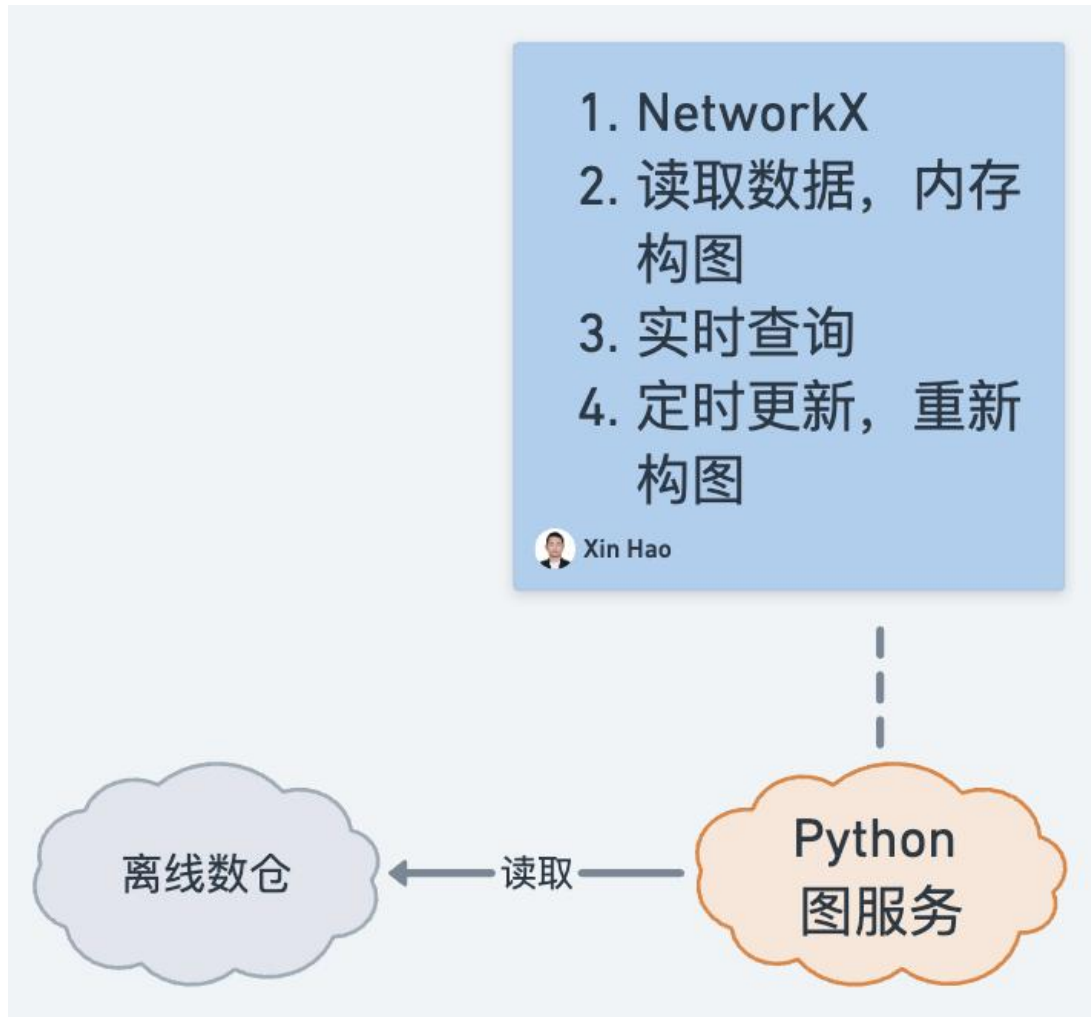 1. NetworkX
2. 读取数据，内存
构图
3. 实时查询
4. 定时更新，重新
构图
Xin Hao
离线数仓
读取
Python
图服务